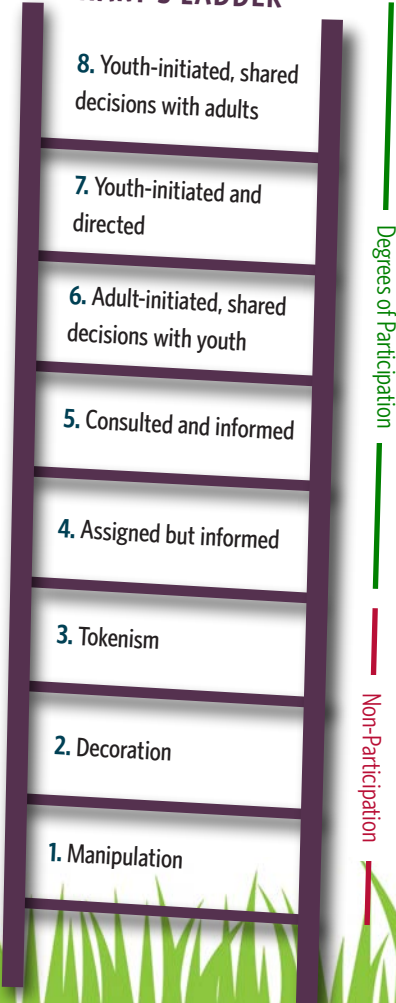 8. Youth-initiated, shared
decisions with adults
7. Youth-initiated and
directed
6. Adult-initiated, shared
decisions with youth
5. Consulted and informed
4. Assigned but informed
3. Tokenism
2. Decoration
1. Manipulation
Degrees of Participation
Non-Participation